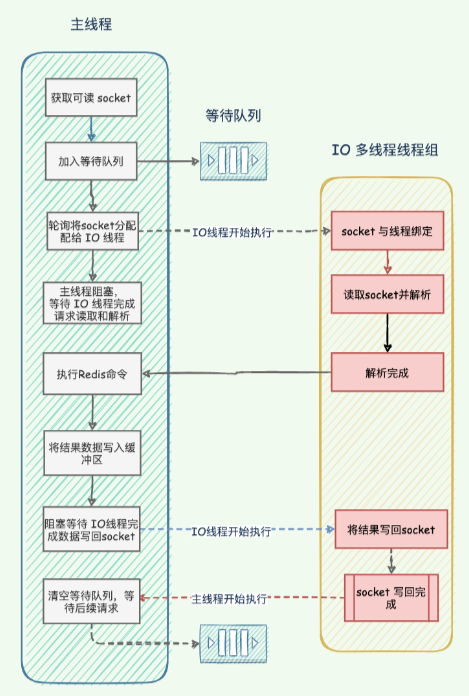 主线程
获取可读 socket
等待队列
加入等待队列
IO 多线程线程组
轮询将socket分配
配给 IO 线程
IO线程开始执行
socket 与线程绑定
主线程阻塞，
等待 IO 线程完成
请求读取和解析
读取socket并解析
执行Redis命令
解析完成
将结果数据写入缓
冲区
阻塞等待 IO线程完
成数据写回socket
IO线程开始执行
将结果写回socket
清空等待队列，等
待后续请求
主线程开始执行
socket 写回完
成